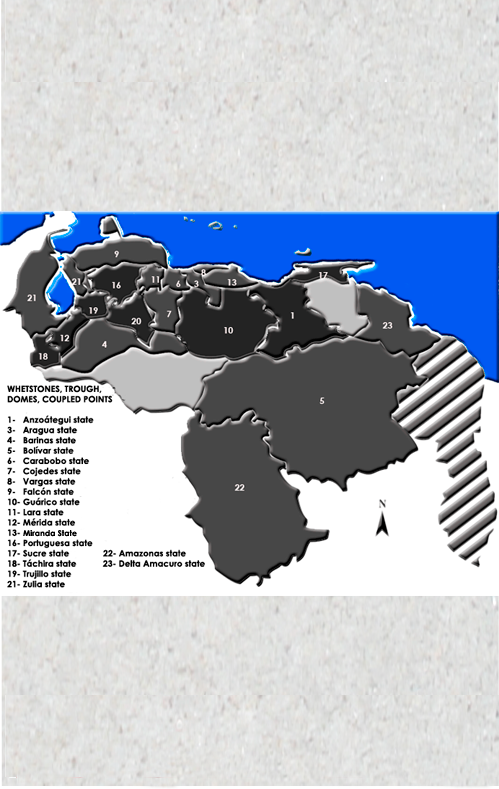 8
9
17
21
16
11
6
3
13
21
19
7
1
20
10
23
12
4
18
5
22
WHETSTONES, TROUGH,
DOMES, COUPLED POINTS
1- Anzoátegui state
3- Aragua state
4- Barinas state
5- Bolívar state
6- Carabobo state
7- Cojedes state
8- Vargas state
9- Falcón state
10- Guárico state
11- Lara state
12- Mérida state
13- Miranda State
16- Portuguesa state
17- Sucre state
18- Táchira state
19- Trujillo state
21- Zulia state
22- Amazonas state
23- Delta Amacuro state
N